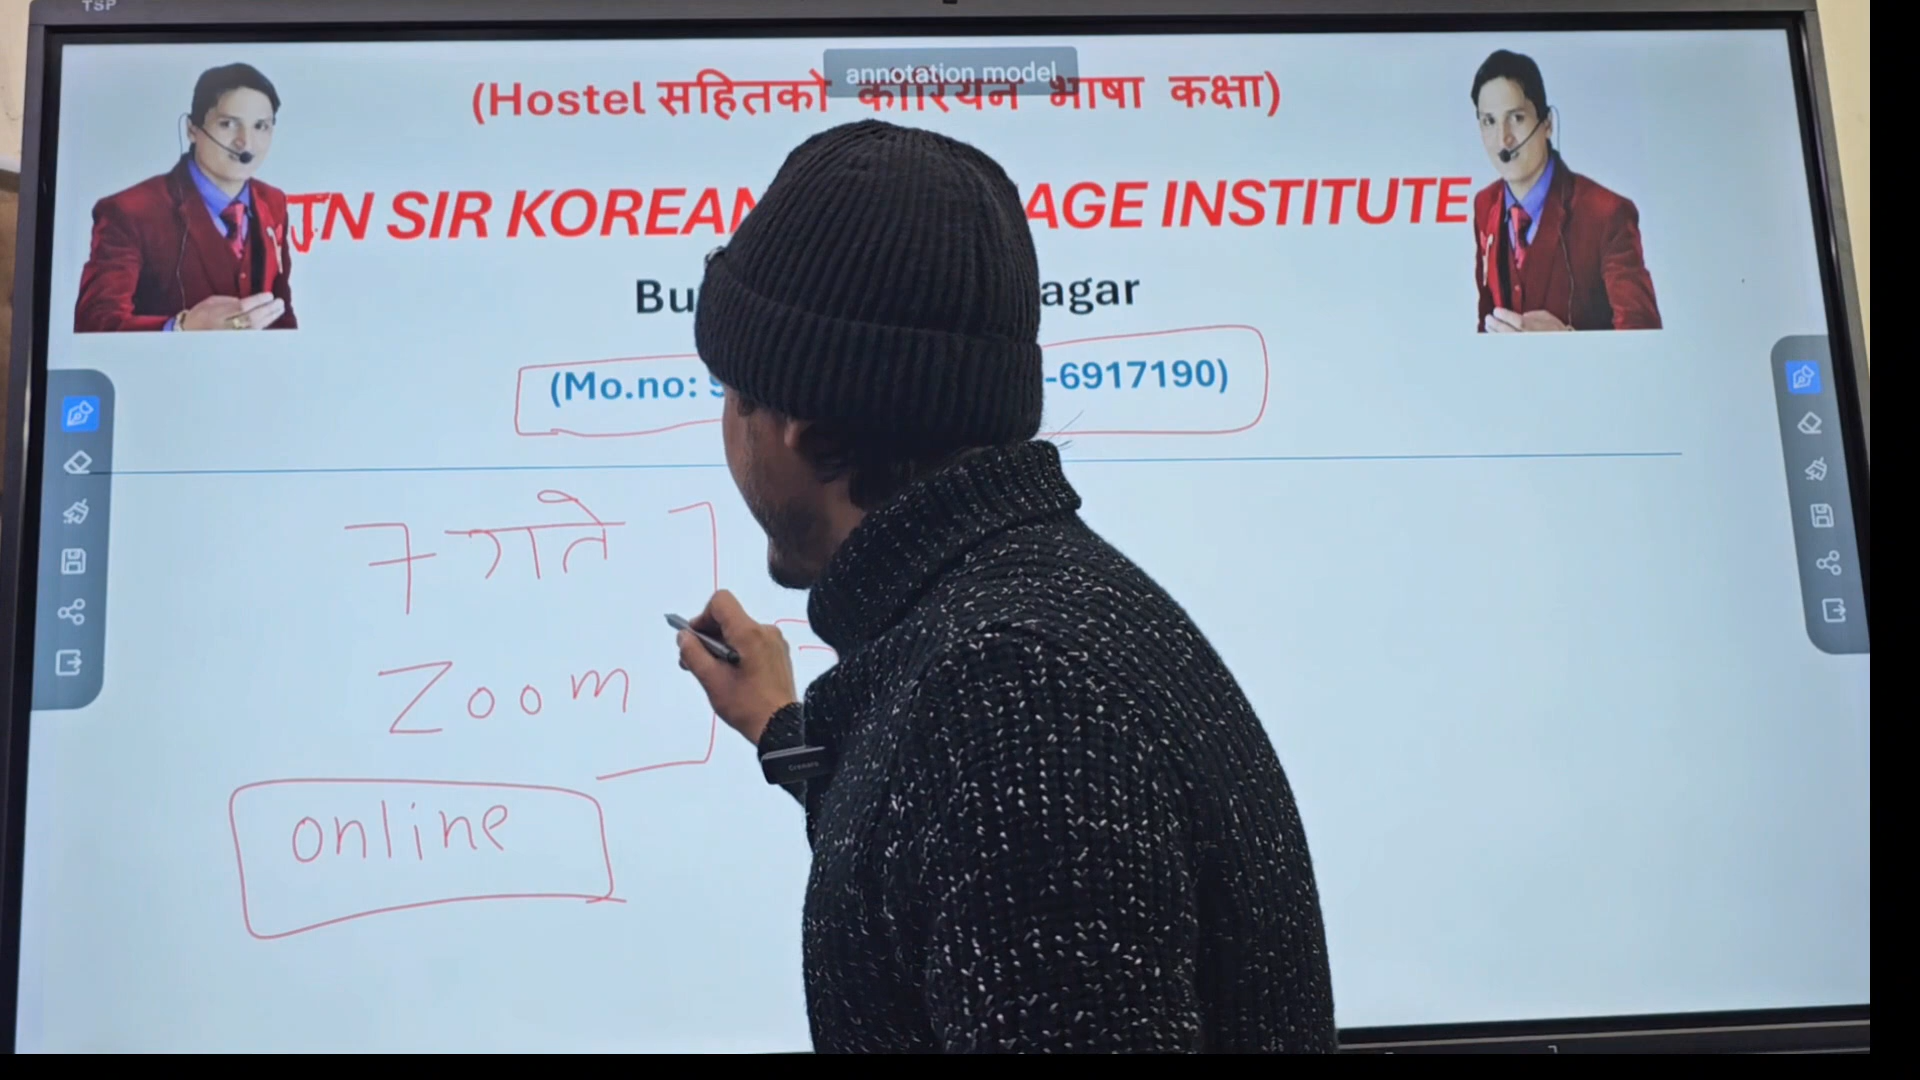 TSP
annotation model
(Hostel सहितको कोरियन भाषा कक्षा)
JN SIR KOREAN AGE INSTITUTE
Bu agar
(Mo.no: -6917190)
7 गते
Zoom
online